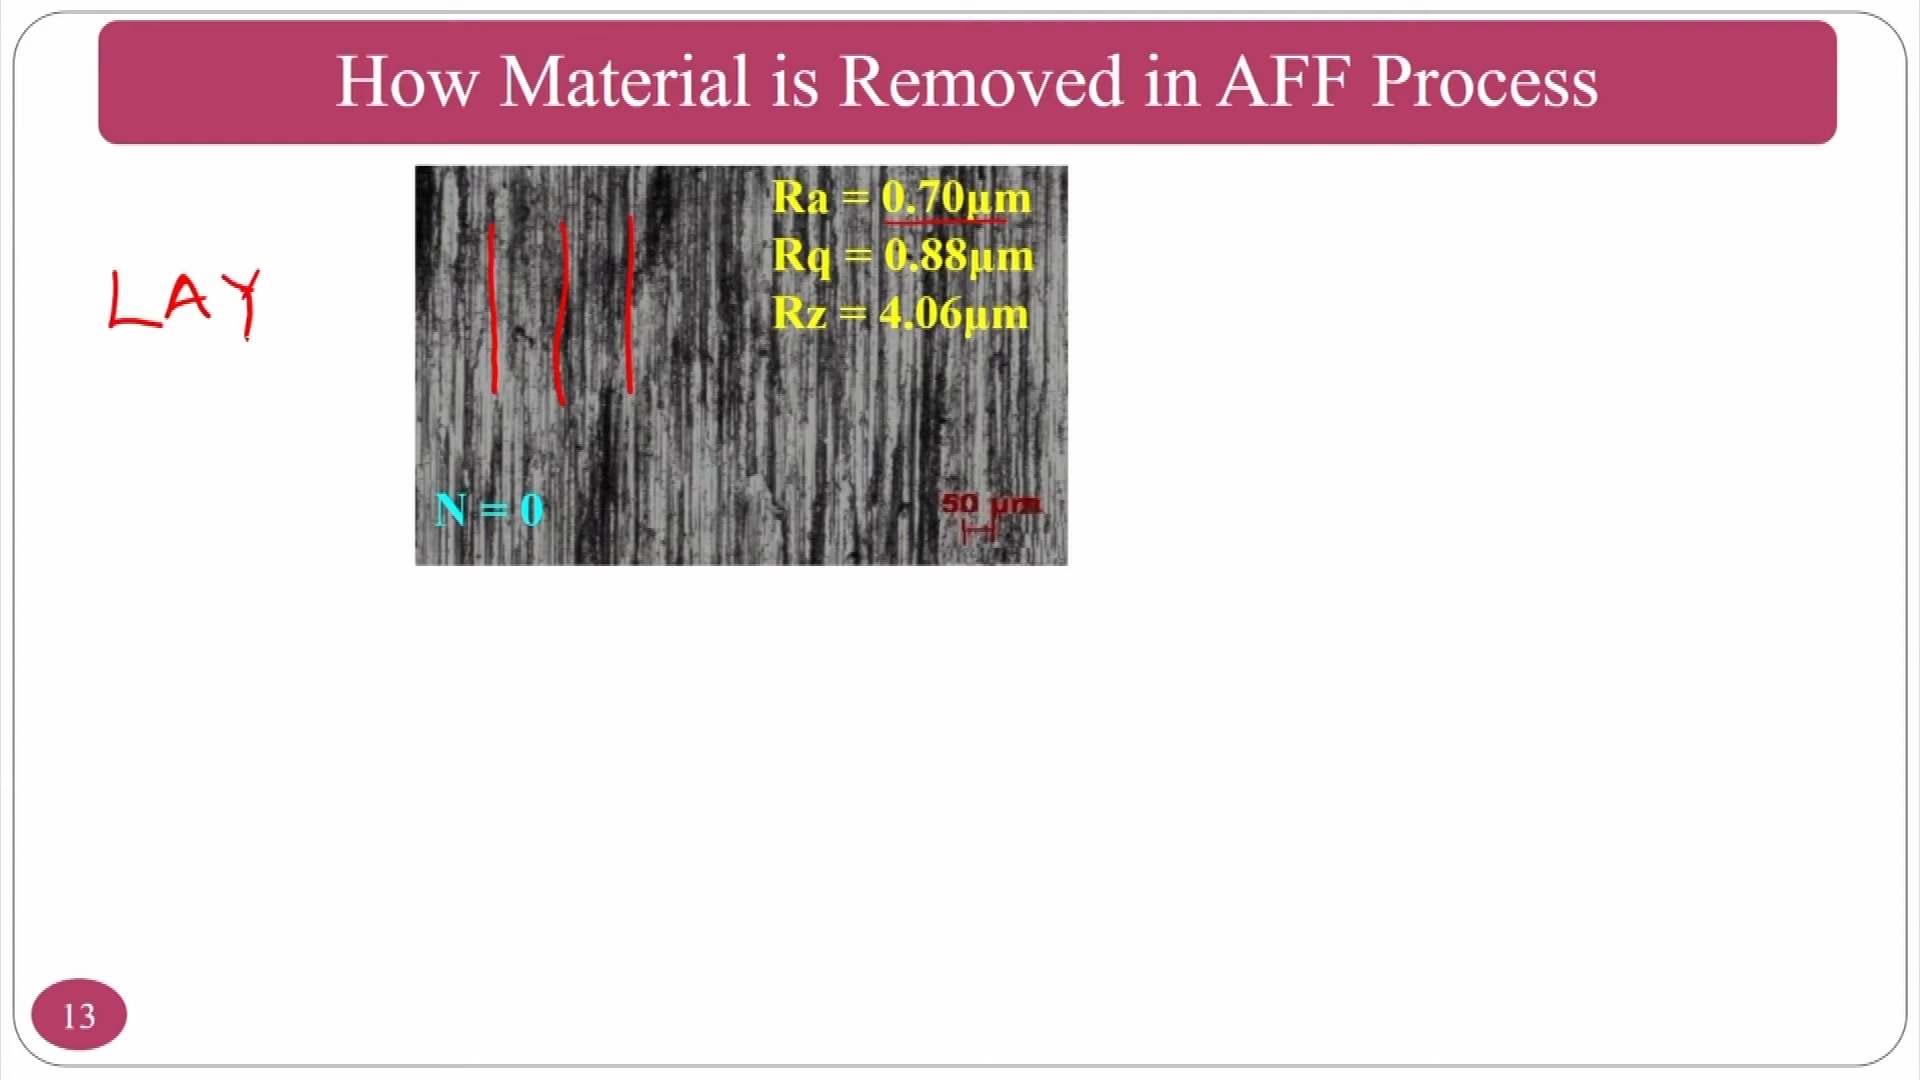 How Material is Removed in AFF Process
Ra = 0.70μm
Rq = 0.88μm
Rz = 4.06μm
LAY
N = 0
50 μm
13